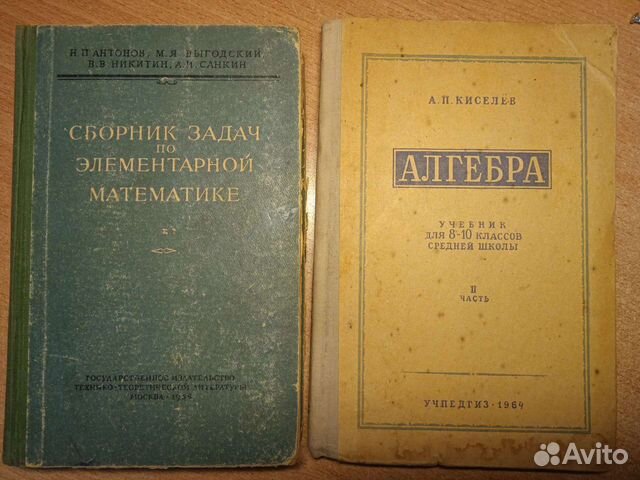 Н.П.АНТОНОВ, М.Я.ВЫГОДСКИЙ,
В.В.НИКИТИН, А.И.САНКИН
СБОРНИК ЗАДАЧ
ПО
ЭЛЕМЕНТАРНОЙ
МАТЕМАТИКЕ
ГОСУДАРСТВЕННОЕ ИЗДАТЕЛЬСТВО
ТЕХНИКО-ТЕОРЕТИЧЕСКОЙ ЛИТЕРАТУРЫ
МОСКВА
А.П.КИСЕЛЁВ
АЛГЕБРА
УЧЕБНИК
ДЛЯ 8-10 КЛАССОВ
СРЕДНЕЙ ШКОЛЫ
II
ЧАСТЬ
УЧПЕДГИЗ · 1964
Avito